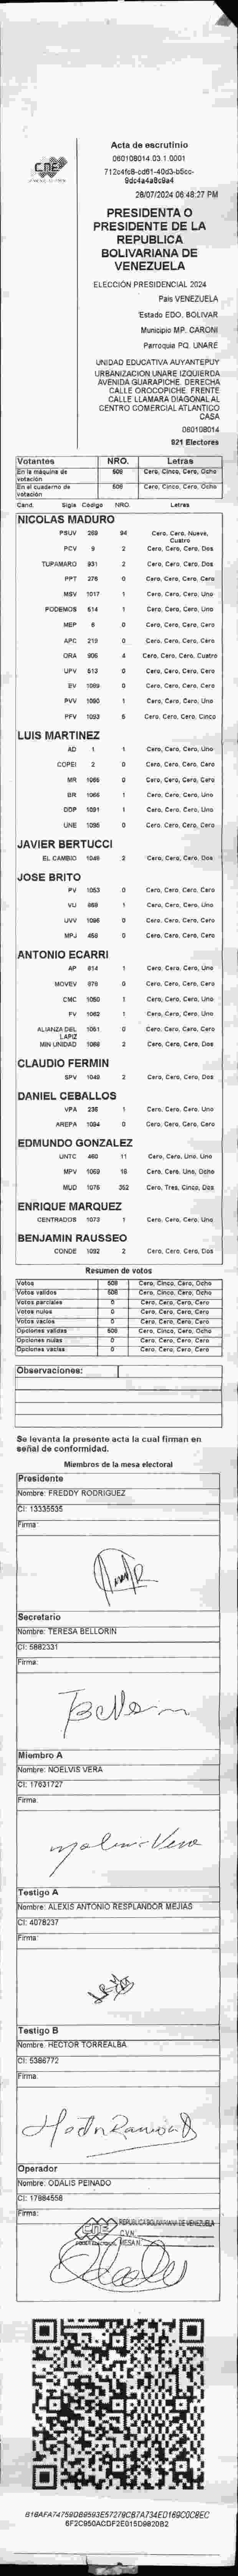 CNE
Acta de escrutinio
060108014.03.1.0001
28/07/2024 06:48:27 PM
PRESIDENTA O
PRESIDENTE DE LA
REPUBLICA
BOLIVARIANA DE
VENEZUELA
ELECCIÓN PRESIDENCIAL 2024
País VENEZUELA
Estado EDO. BOLIVAR
Municipio MP. CARONI
Parroquia PQ. UNARE
UNIDAD EDUCATIVA AUYANTEPUY
URBANIZACION UNARE IZQUIERDA
AVENIDA GUARAPICHE. DERECHA
CALLE OROCOPICHE. FRENTE
CALLE LLAMARA DIAGONAL AL
CENTRO COMERCIAL ATLANTICO
CASA
060108014
921 Electores
Votantes NRO. Letras
En la máquina de votación 508 Cero, Cinco, Cero, Ocho
En el cuaderno de votación 508 Cero, Cinco, Cero, Ocho
Cand. Sigla Codigo NRO. Letras
NICOLAS MADURO
PSUV 269 94 Cero, Cero, Nueve, Cuatro
PCV 9 2 Cero, Cero, Cero, Dos
TUPAMARO 931 2 Cero, Cero, Cero, Dos
PPT 276 0 Cero, Cero, Cero, Cero
MSV 1017 1 Cero, Cero, Cero, Uno
PODEMOS 614 1 Cero, Cero, Cero, Uno
MEP 6 0 Cero, Cero, Cero, Cero
APC 219 0 Cero, Cero, Cero, Cero
ORA 906 4 Cero, Cero, Cero, Cuatro
UPV 513 0 Cero, Cero, Cero, Cero
EV 1089 0 Cero, Cero, Cero, Cero
PVV 1090 1 Cero, Cero, Cero, Uno
PFV 1093 5 Cero, Cero, Cero, Cinco
LUIS MARTINEZ
AD 1 1 Cero, Cero, Cero, Uno
COPEI 2 0 Cero, Cero, Cero, Cero
MR 0 Cero, Cero, Cero, Cero
BR 1066 1 Cero, Cero, Cero, Uno
DDP 1091 1 Cero, Cero, Cero, Uno
UNE 1095 0 Cero, Cero, Cero, Cero
JAVIER BERTUCCI
EL CAMBIO 1046 2 Cero, Cero, Cero, Dos
JOSE BRITO
PV 1053 0 Cero, Cero, Cero, Cero
VU 1 Cero, Cero, Cero, Uno
UVV 1096 0 Cero, Cero, Cero, Cero
MPJ 458 0 Cero, Cero, Cero, Cero
ANTONIO ECARRI
AP 814 1 Cero, Cero, Cero, Uno
MOVEV 876 0 Cero, Cero, Cero, Cero
CMC 1050 1 Cero, Cero, Cero, Uno
FV 1062 1 Cero, Cero, Cero, Uno
ALIANZA DEL LAPIZ 1061 0 Cero, Cero, Cero, Cero
MIN UNIDAD 1088 2 Cero, Cero, Cero, Dos
CLAUDIO FERMIN
SPV 1049 2 Cero, Cero, Cero, Dos
DANIEL CEBALLOS
VPA 235 1 Cero, Cero, Cero, Uno
AREPA 1094 0 Cero, Cero, Cero, Cero
EDMUNDO GONZALEZ
UNTC 460 11 Cero, Cero, Uno, Uno
MPV 1069 18 Cero, Cero, Uno, Ocho
MUD 1076 352 Cero, Tres, Cinco, Dos
ENRIQUE MARQUEZ
CENTRADOS 1073 1 Cero, Cero, Cero, Uno
BENJAMIN RAUSSEO
CONDE 1092 2 Cero, Cero, Cero, Dos
Resumen de votos
Votos 508 Cero, Cinco, Cero, Ocho
Votos validos 508 Cero, Cinco, Cero, Ocho
Votos parciales 0 Cero, Cero, Cero, Cero
Votos nulos 0 Cero, Cero, Cero, Cero
Votos vacíos 0 Cero, Cero, Cero, Cero
Opciones validas 508 Cero, Cinco, Cero, Ocho
Opciones nulas 0 Cero, Cero, Cero, Cero
Opciones vacías 0 Cero, Cero, Cero, Cero
Observaciones:
Se levanta la presente acta la cual firman en
señal de conformidad.
Miembros de la mesa electoral
Presidente
Nombre: FREDDY RODRIGUEZ
CI: 13335535
Firma:
Secretario
Nombre: TERESA BELLORIN
CI: 5882331
Firma:
Miembro A
Nombre: NOELVIS VERA
CI: 17631727
Firma:
Testigo A
Nombre: ALEXIS ANTONIO RESPLANDOR MEJIAS
CI: 4078237
Firma:
Testigo B
Nombre: HECTOR TORREALBA
CI: 5386772
Firma:
Operador
Nombre: ODALIS PEINADO
CI: 17884558
Firma:
REPUBLICA BOLIVARIANA DE VENEZUELA
CNE C.V.N.
PODER ELECTORAL MESA N